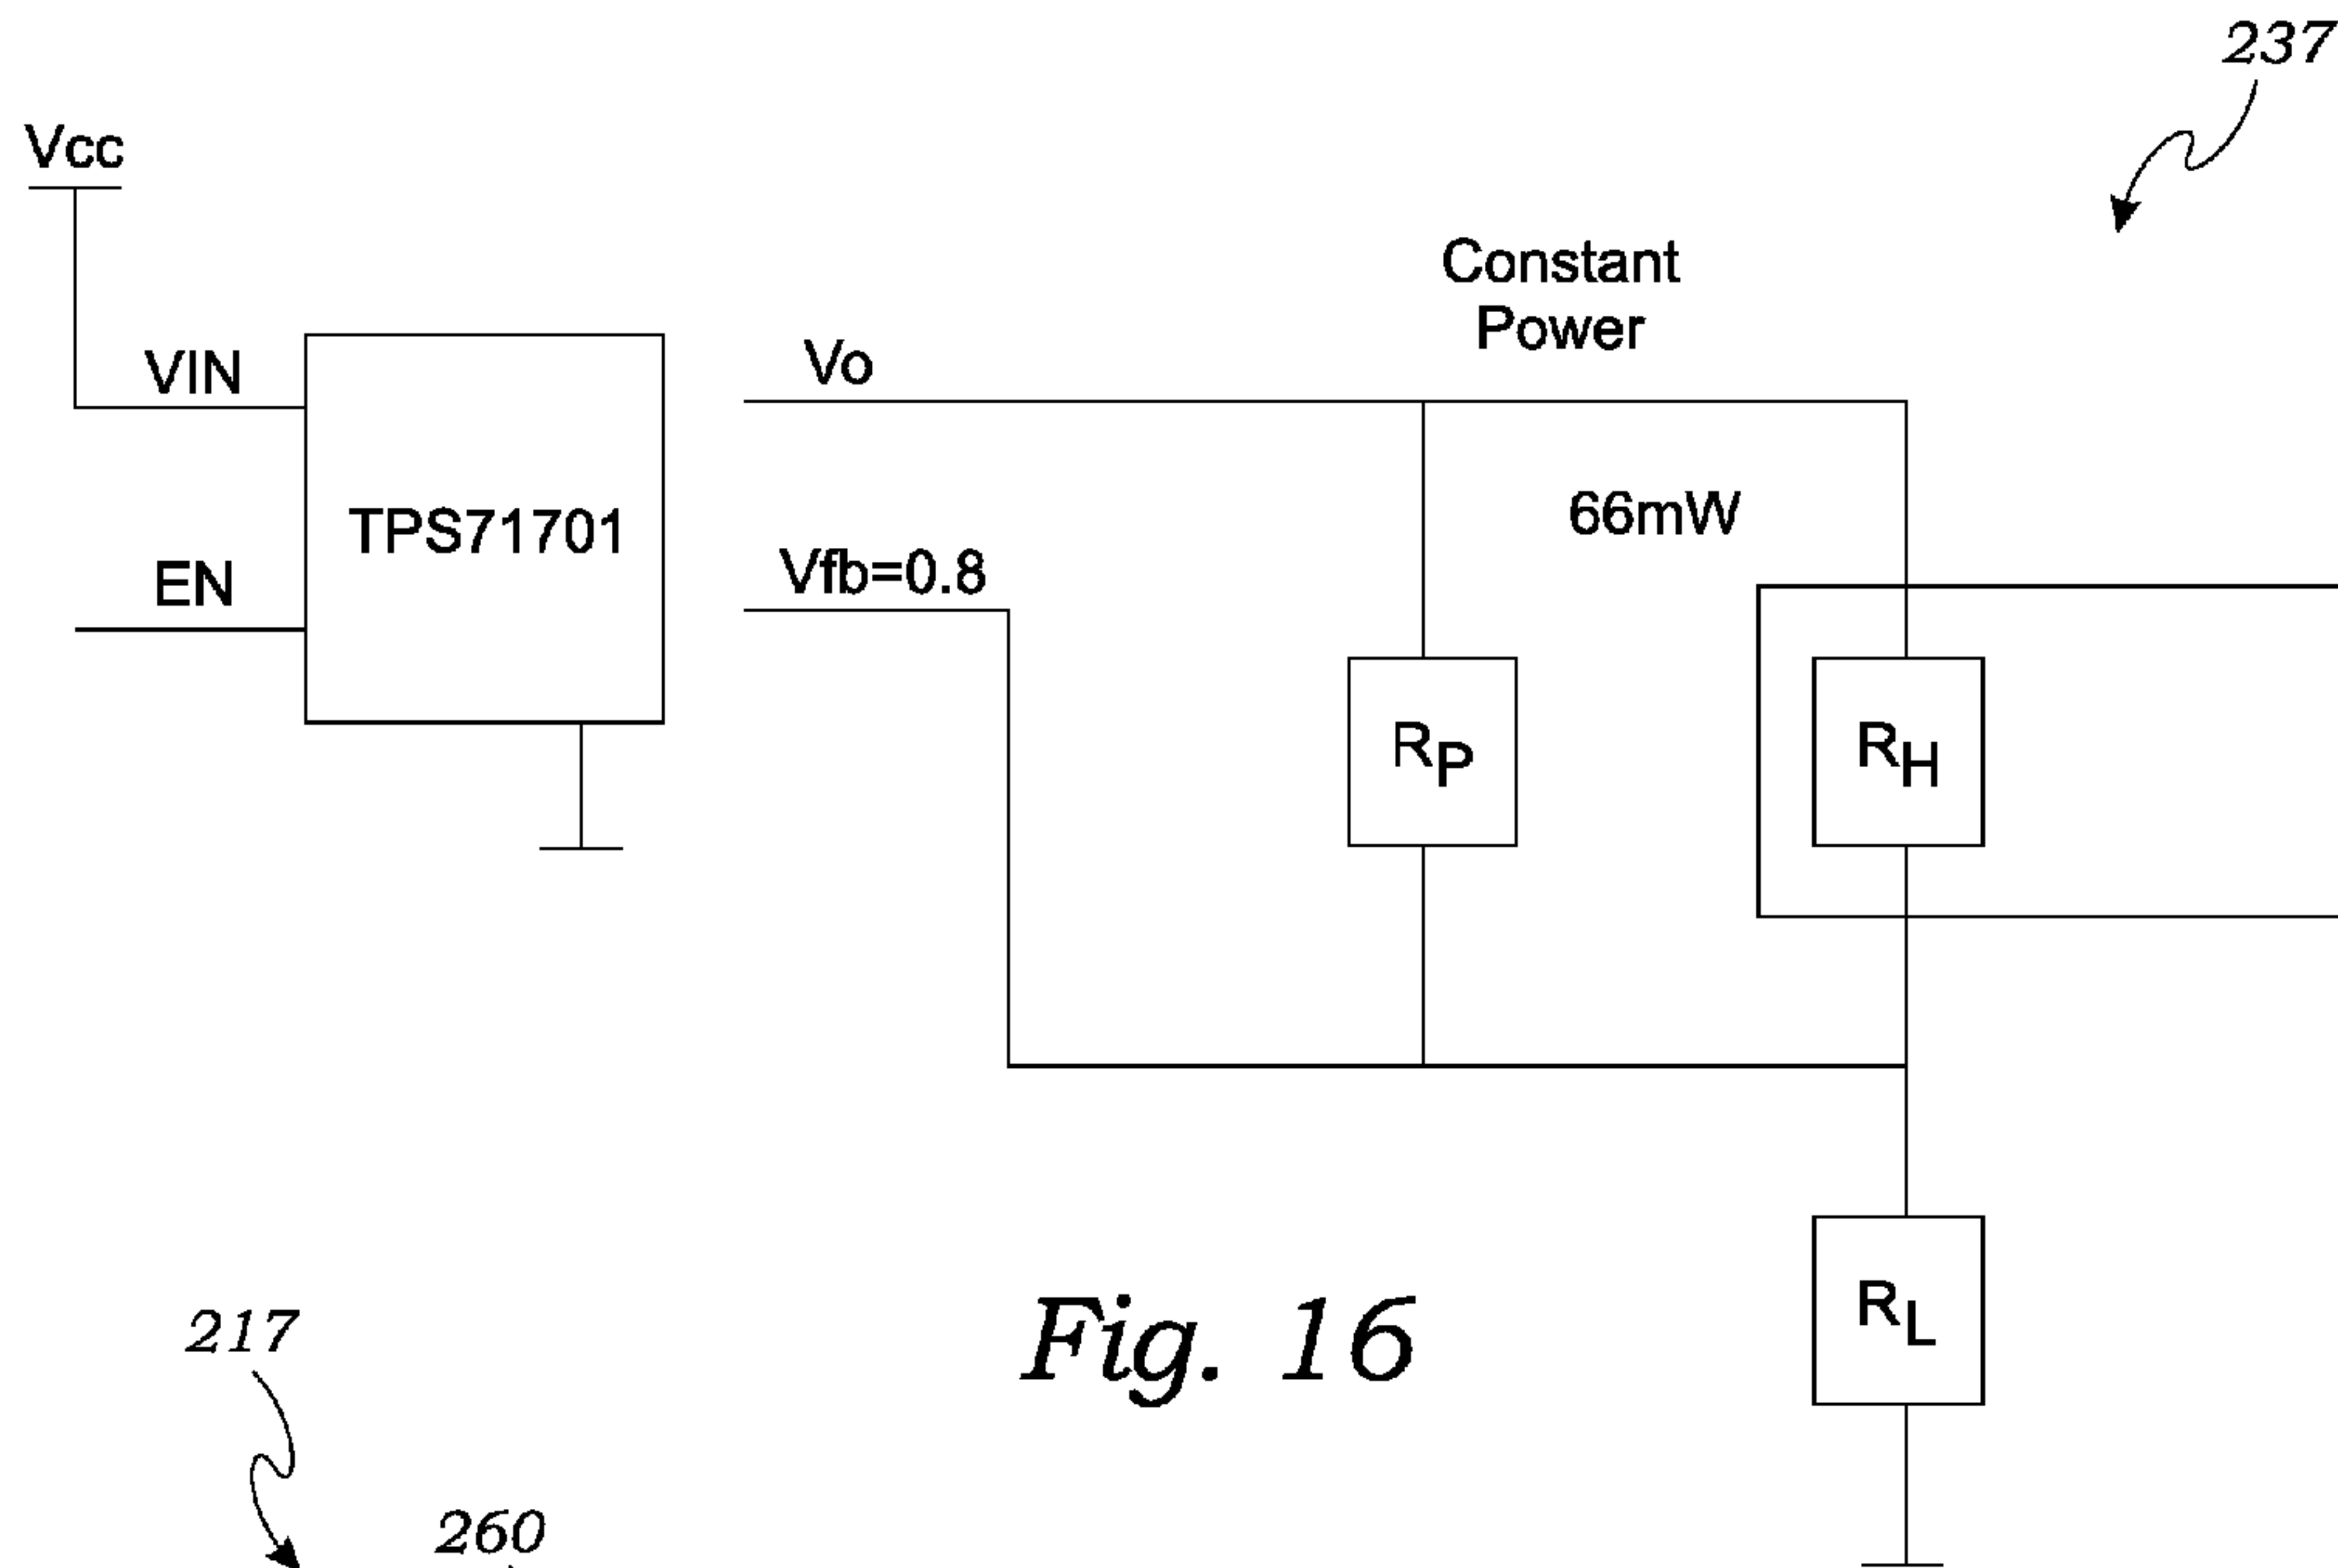 237
Vcc
Constant
Power
VIN
Vo
TPS71701
66mW
EN
Vfb=0.8
RP
RH
RL
Fig. 16
217
260